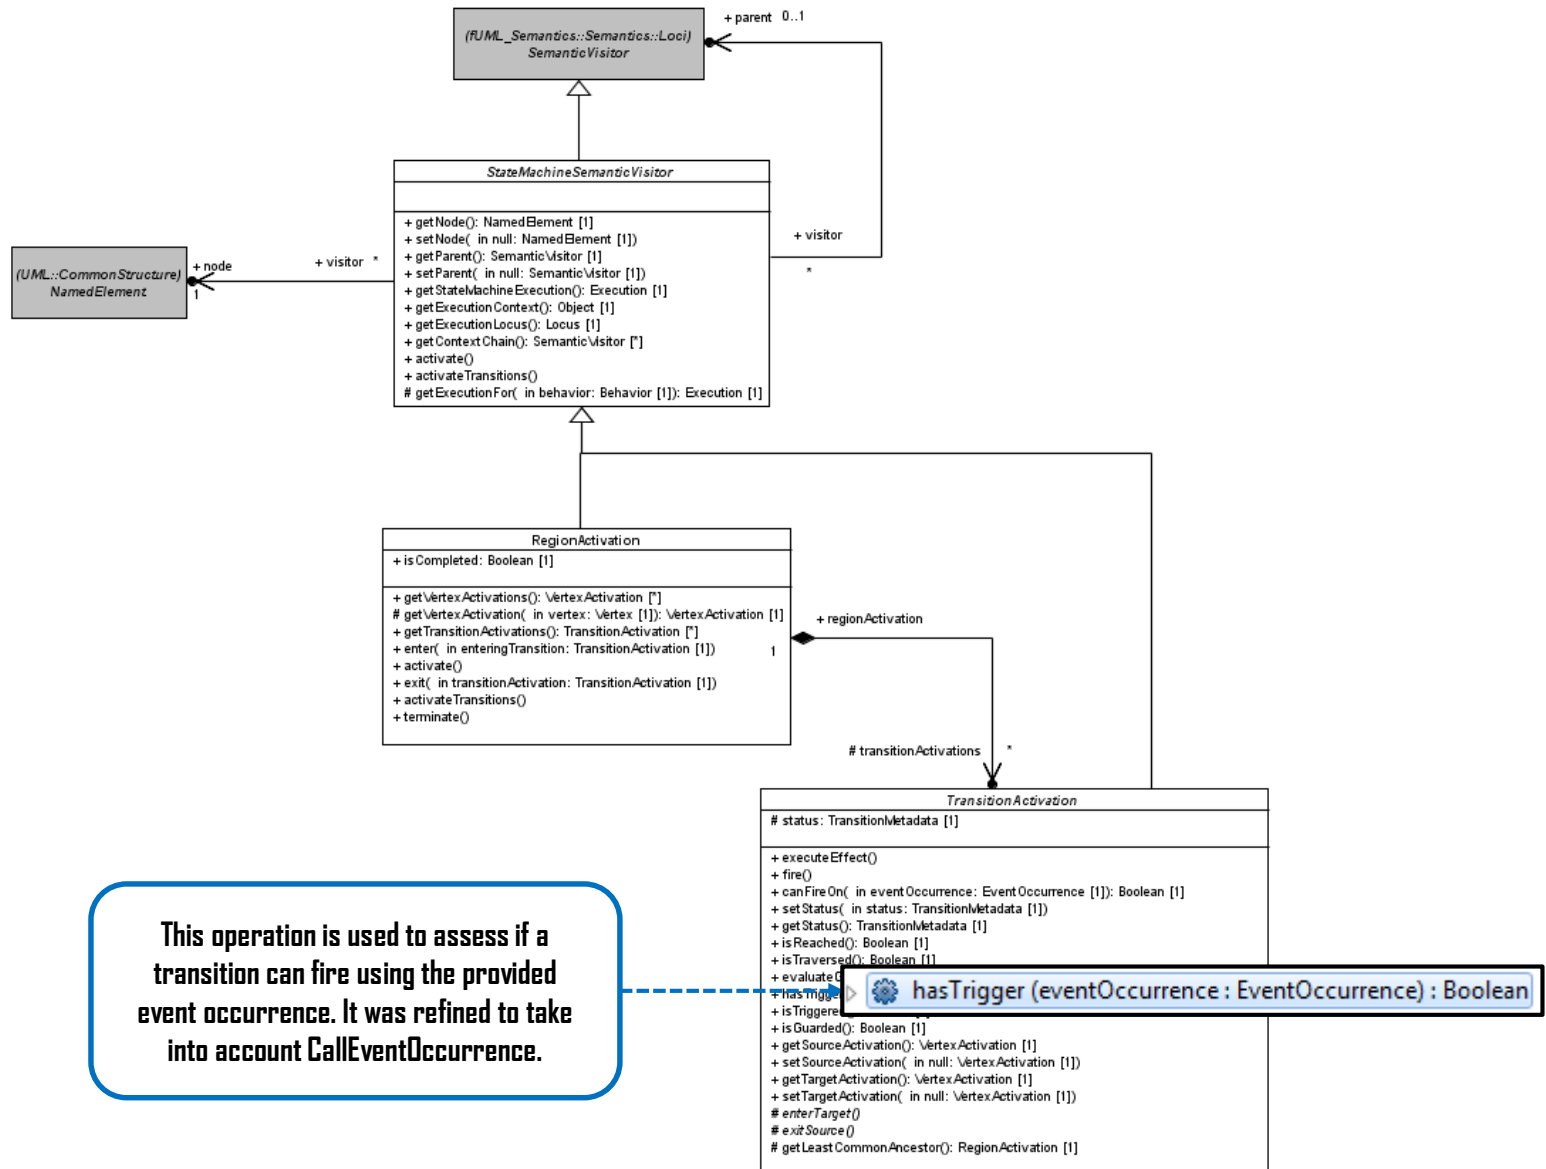 + parent 0..1
(fUML_Semantics::Semantics::Loci)
SemanticVisitor
StateMachineSemanticVisitor
+ getNode(): NamedElement [1]
+ setNode( in null: NamedElement [1])
+ getParent(): SemanticVisitor [1]
+ setParent( in null: SemanticVisitor [1])
+ getStateMachineExecution(): Execution [1]
+ getExecutionContext(): Object [1]
+ getExecutionLocus(): Locus [1]
+ getContextChain(): SemanticVisitor [*]
+ activate()
+ activateTransitions()
# getExecutionFor( in behavior: Behavior [1]): Execution [1]
+ visitor
*
(UML::CommonStructure)
NamedElement
+ node
1
+ visitor *
RegionActivation
+ isCompleted: Boolean [1]
+ getVertexActivations(): VertexActivation [*]
# getVertexActivation( in vertex: Vertex [1]): VertexActivation [1]
+ getTransitionActivations(): TransitionActivation [*]
+ enter( in enteringTransition: TransitionActivation [1])
+ activate()
+ exit( in transitionActivation: TransitionActivation [1])
+ activateTransitions()
+ terminate()
+ regionActivation
1
# transitionActivations *
TransitionActivation
# status: TransitionMetadata [1]
+ executeEffect()
+ fire()
+ canFireOn( in eventOccurrence: EventOccurrence [1]): Boolean [1]
+ setStatus( in status: TransitionMetadata [1])
+ getStatus(): TransitionMetadata [1]
+ isReached(): Boolean [1]
+ isTraversed(): Boolean [1]
+ evaluateG
+ hasTrigger
+ isTriggere
+ isGuarded(): Boolean [1]
+ getSourceActivation(): VertexActivation [1]
+ setSourceActivation( in null: VertexActivation [1])
+ getTargetActivation(): VertexActivation [1]
+ setTargetActivation( in null: VertexActivation [1])
# enterTarget()
# exitSource()
# getLeastCommonAncestor(): RegionActivation [1]
hasTrigger (eventOccurrence : EventOccurrence) : Boolean
This operation is used to assess if a
transition can fire using the provided
event occurrence. It was refined to take
into account CallEventOccurrence.